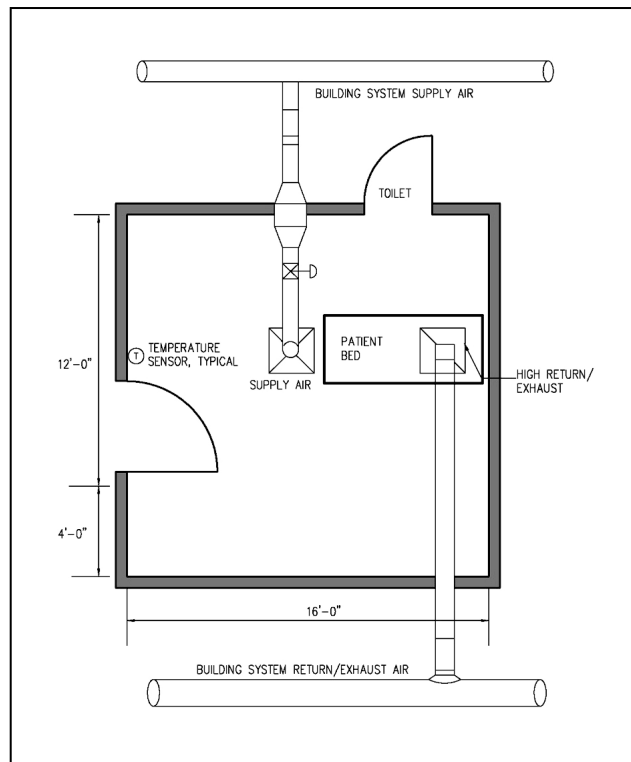 BUILDING SYSTEM SUPPLY AIR
TOILET
T
TEMPERATURE
SENSOR, TYPICAL
PATIENT
BED
SUPPLY AIR
HIGH RETURN/
EXHAUST
12'-0"
4'-0"
16'-0"
BUILDING SYSTEM RETURN/EXHAUST AIR